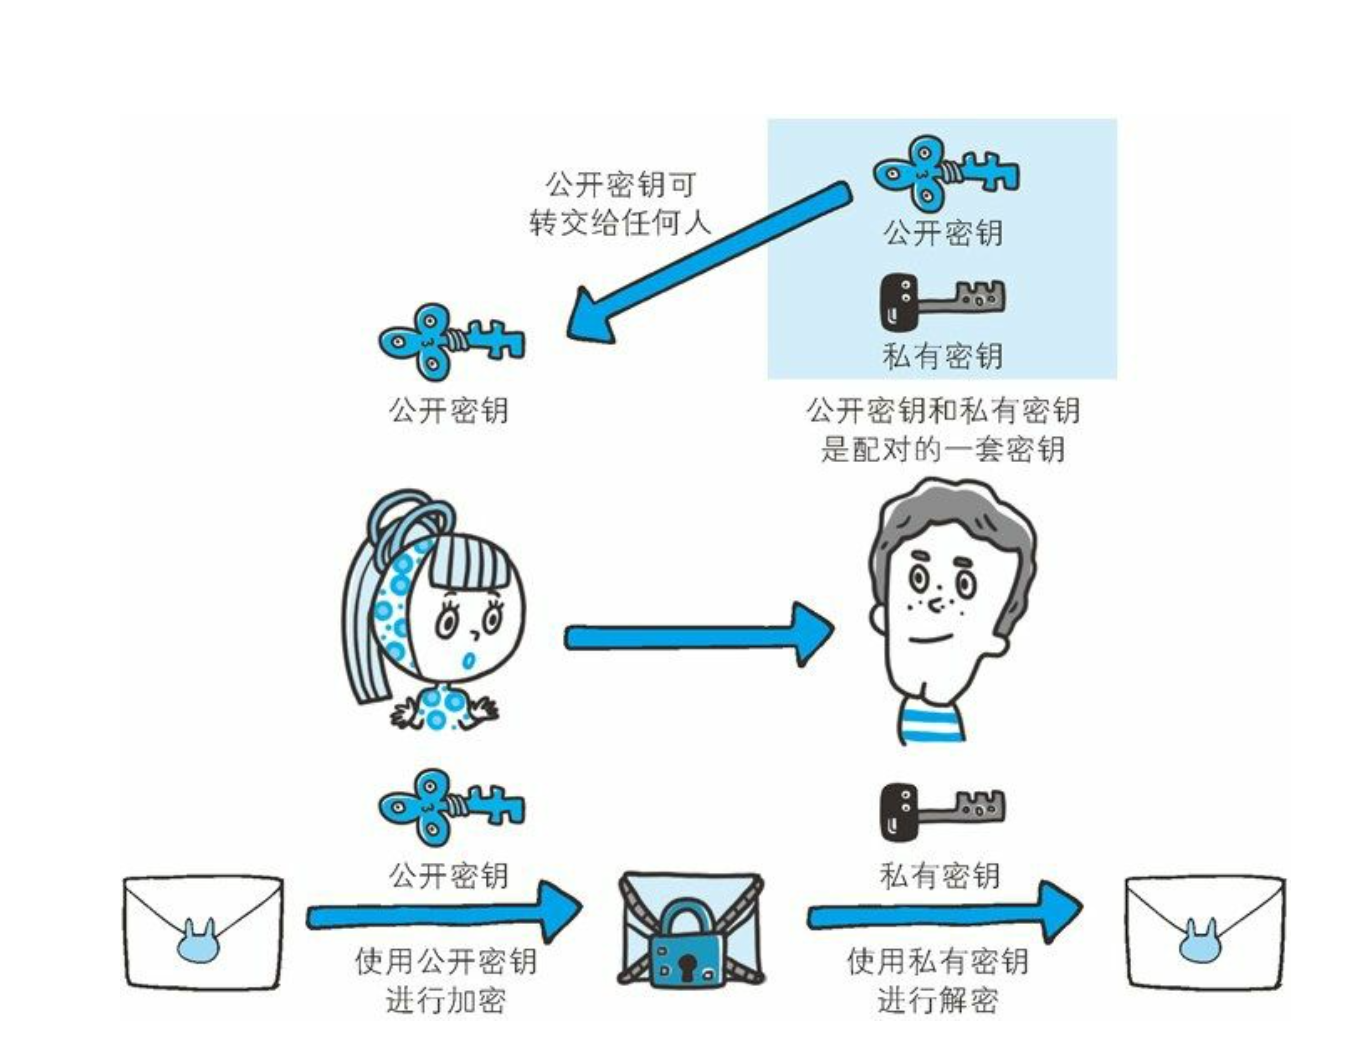 公开密钥可
转交给任何人
公开密钥
私有密钥
公开密钥
公开密钥和私有密钥
是配对的一套密钥
公开密钥
私有密钥
使用公开密钥
进行加密
使用私有密钥
进行解密